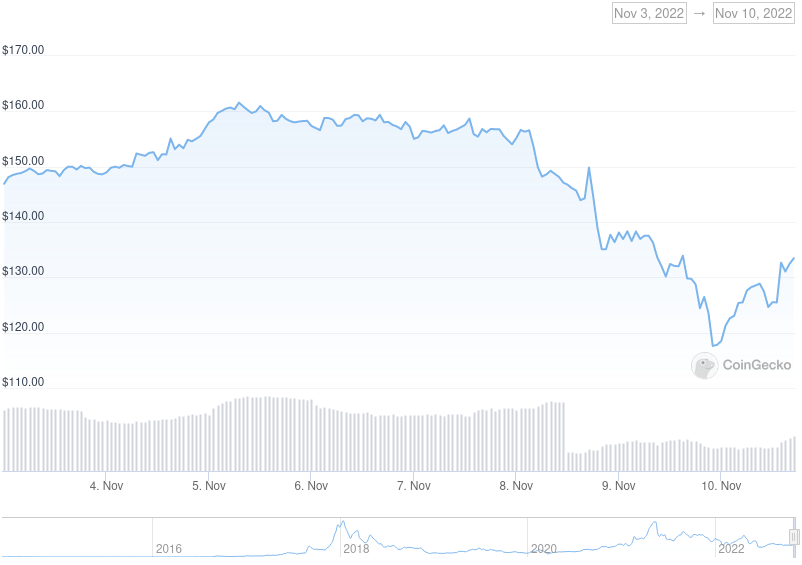 Nov 3, 2022 → Nov 10, 2022
$170.00
$160.00
$150.00
$140.00
$130.00
$120.00
CoinGecko
$110.00
4. Nov 5. Nov 6. Nov 7. Nov 8. Nov 9. Nov 10. Nov
2016 2018 2020 2022